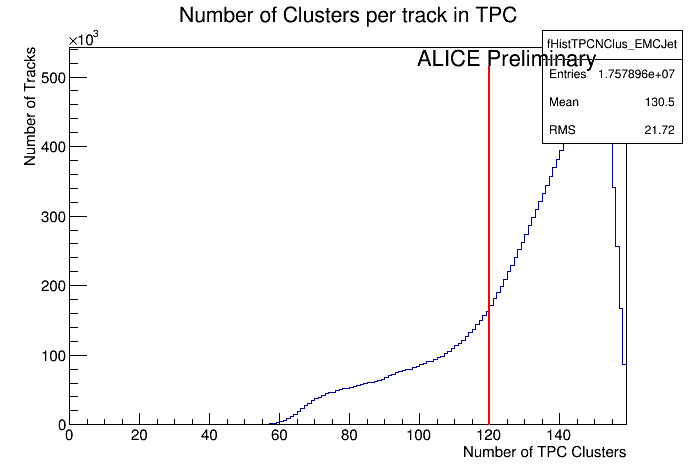 Number of Clusters per track in TPC
×10³
ALICE Preliminary
fHistTPCNClus_EMCJet
Entries 1.757896e+07
Mean 130.5
RMS 21.72
Number of Tracks
500
400
300
200
100
0
0 20 40 60 80 100 120 140
Number of TPC Clusters